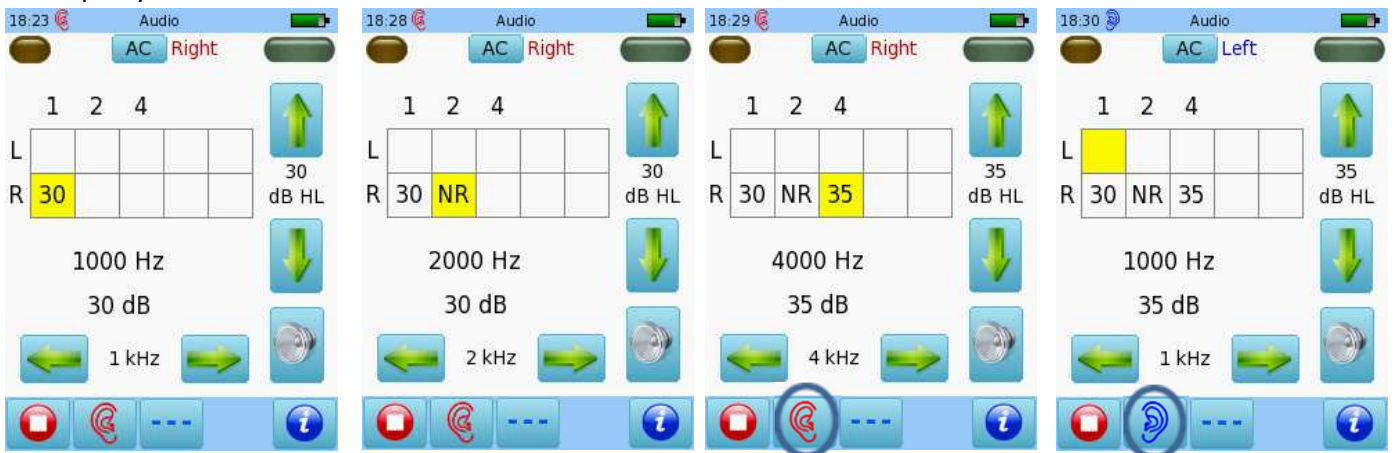 18:23 Audio
AC Right
1 2 4
L
R 30
30
dB HL
1000 Hz
30 dB
1 kHz
---
i
18:28 Audio
AC Right
1 2 4
L
R 30 NR
30
dB HL
2000 Hz
30 dB
2 kHz
---
i
18:29 Audio
AC Right
1 2 4
L
R 30 NR 35
35
dB HL
4000 Hz
35 dB
4 kHz
---
i
18:30 Audio
AC Left
1 2 4
L
R 30 NR 35
35
dB HL
1000 Hz
35 dB
1 kHz
---
i